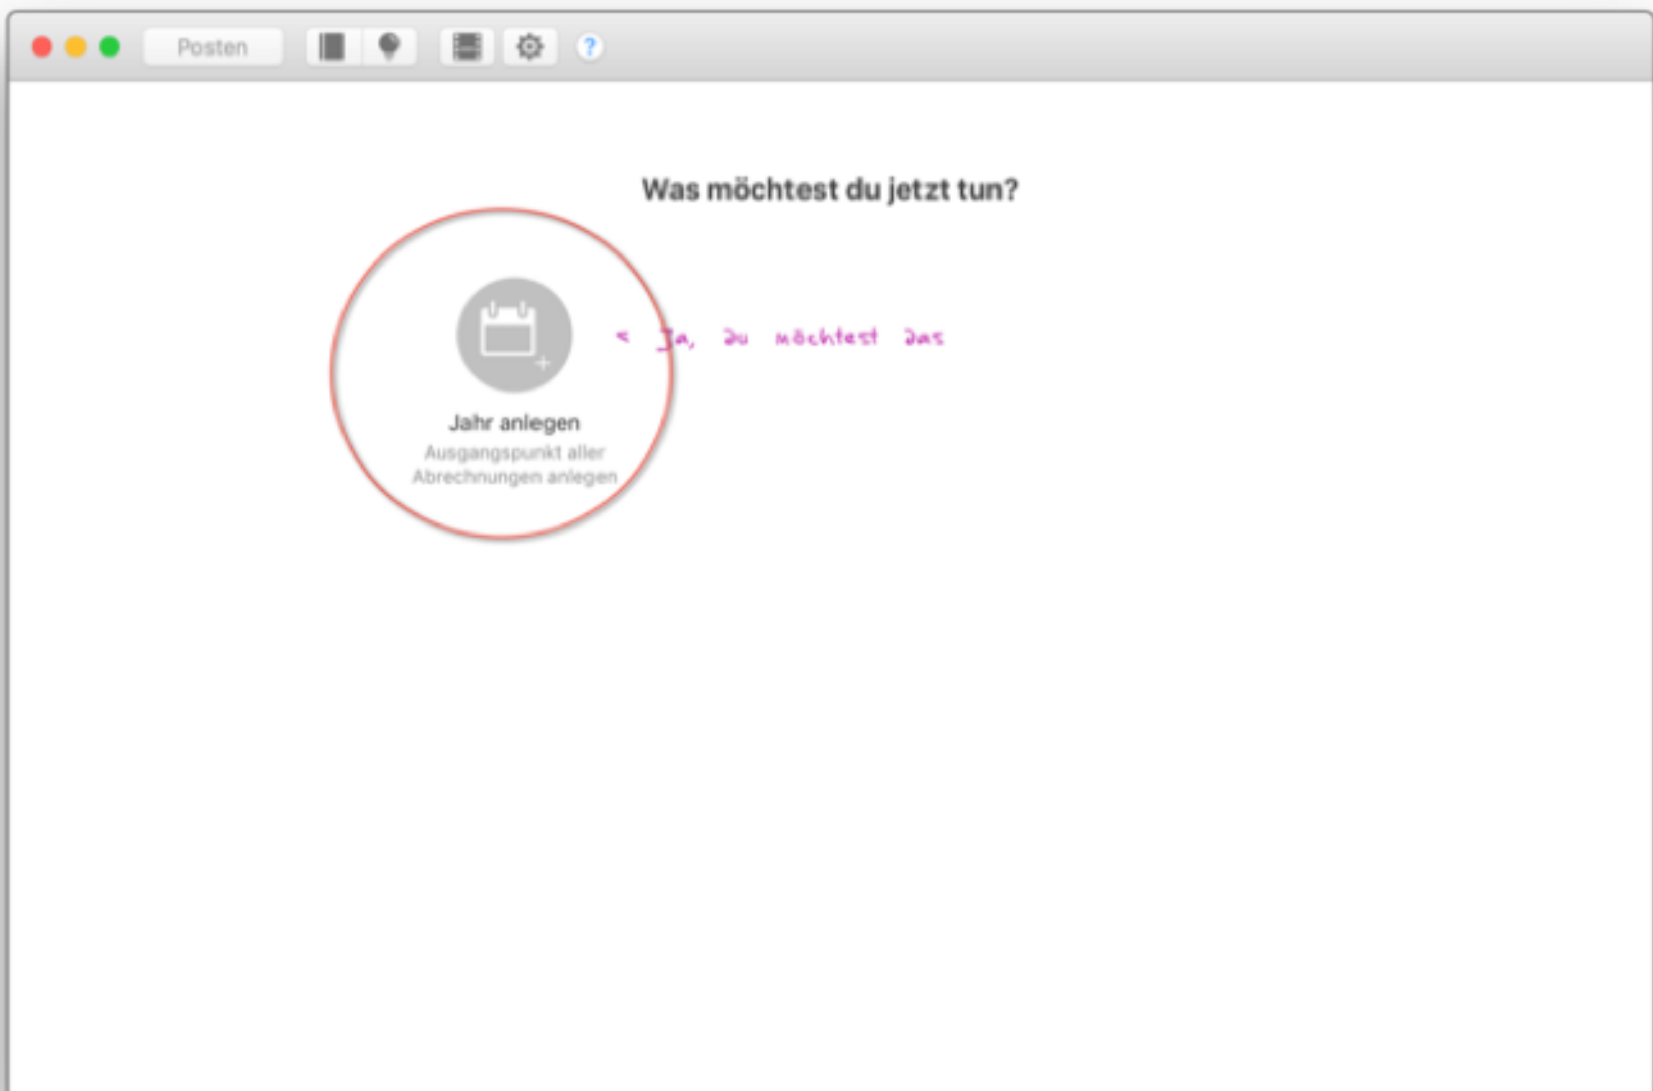 Posten
?
Was möchtest du jetzt tun?
< Ja, du möchtest das
Jahr anlegen
Ausgangspunkt aller
Abrechnungen anlegen